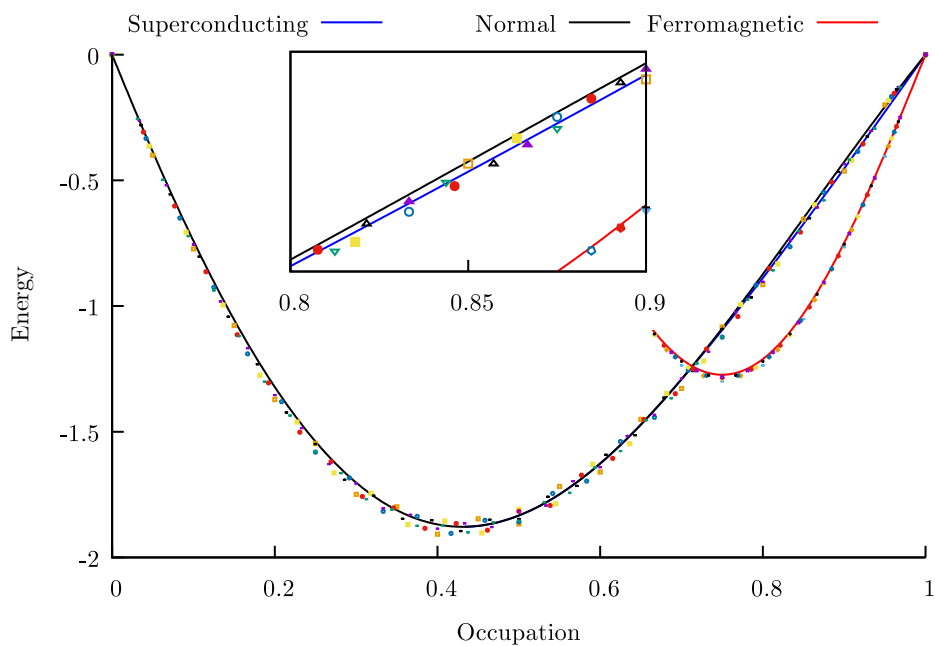 Superconducting Normal Ferromagnetic
0
-0.5
-1
-1.5
-2
0 0.2 0.4 0.6 0.8 1
Energy
Occupation
0.8 0.85 0.9